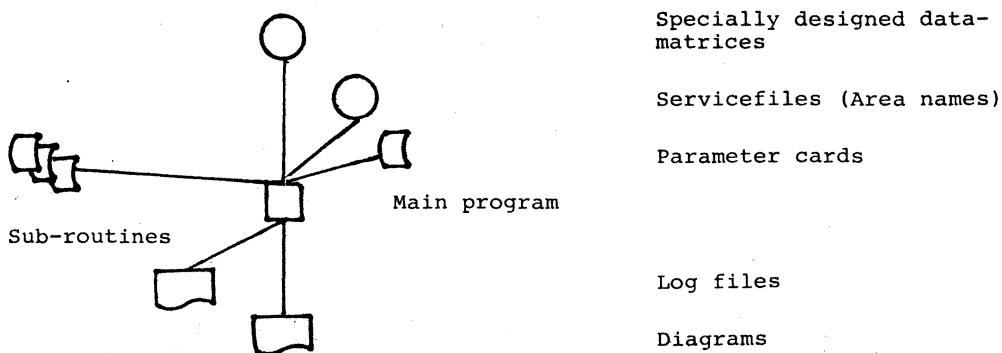 Specially designed data-
matrices
Servicefiles (Area names)
Parameter cards
Main program
Sub-routines
Log files
Diagrams